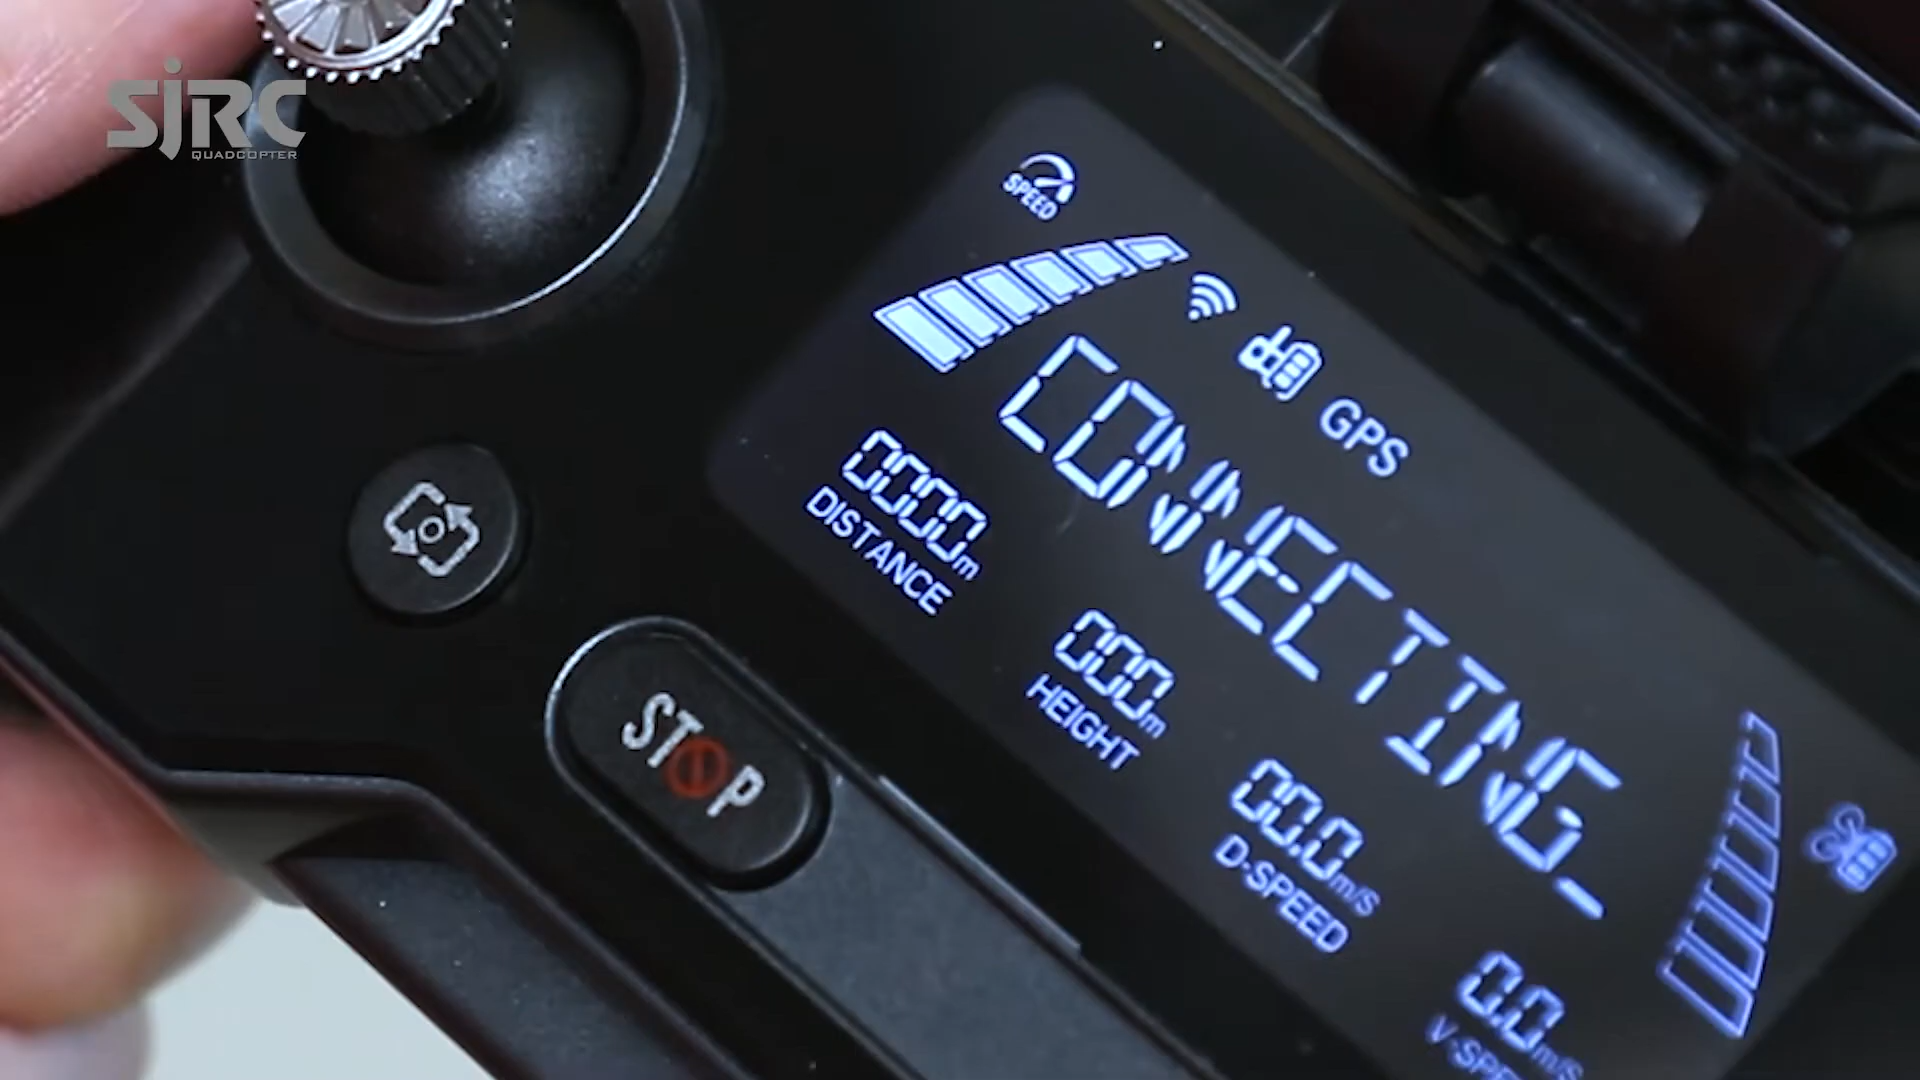 SJRC
QUADCOPTER
SPEED
GPS
CONNECTING_
0000m
DISTANCE
000m
HEIGHT
00.0m/S
D-SPEED
0.0m/S
STOP